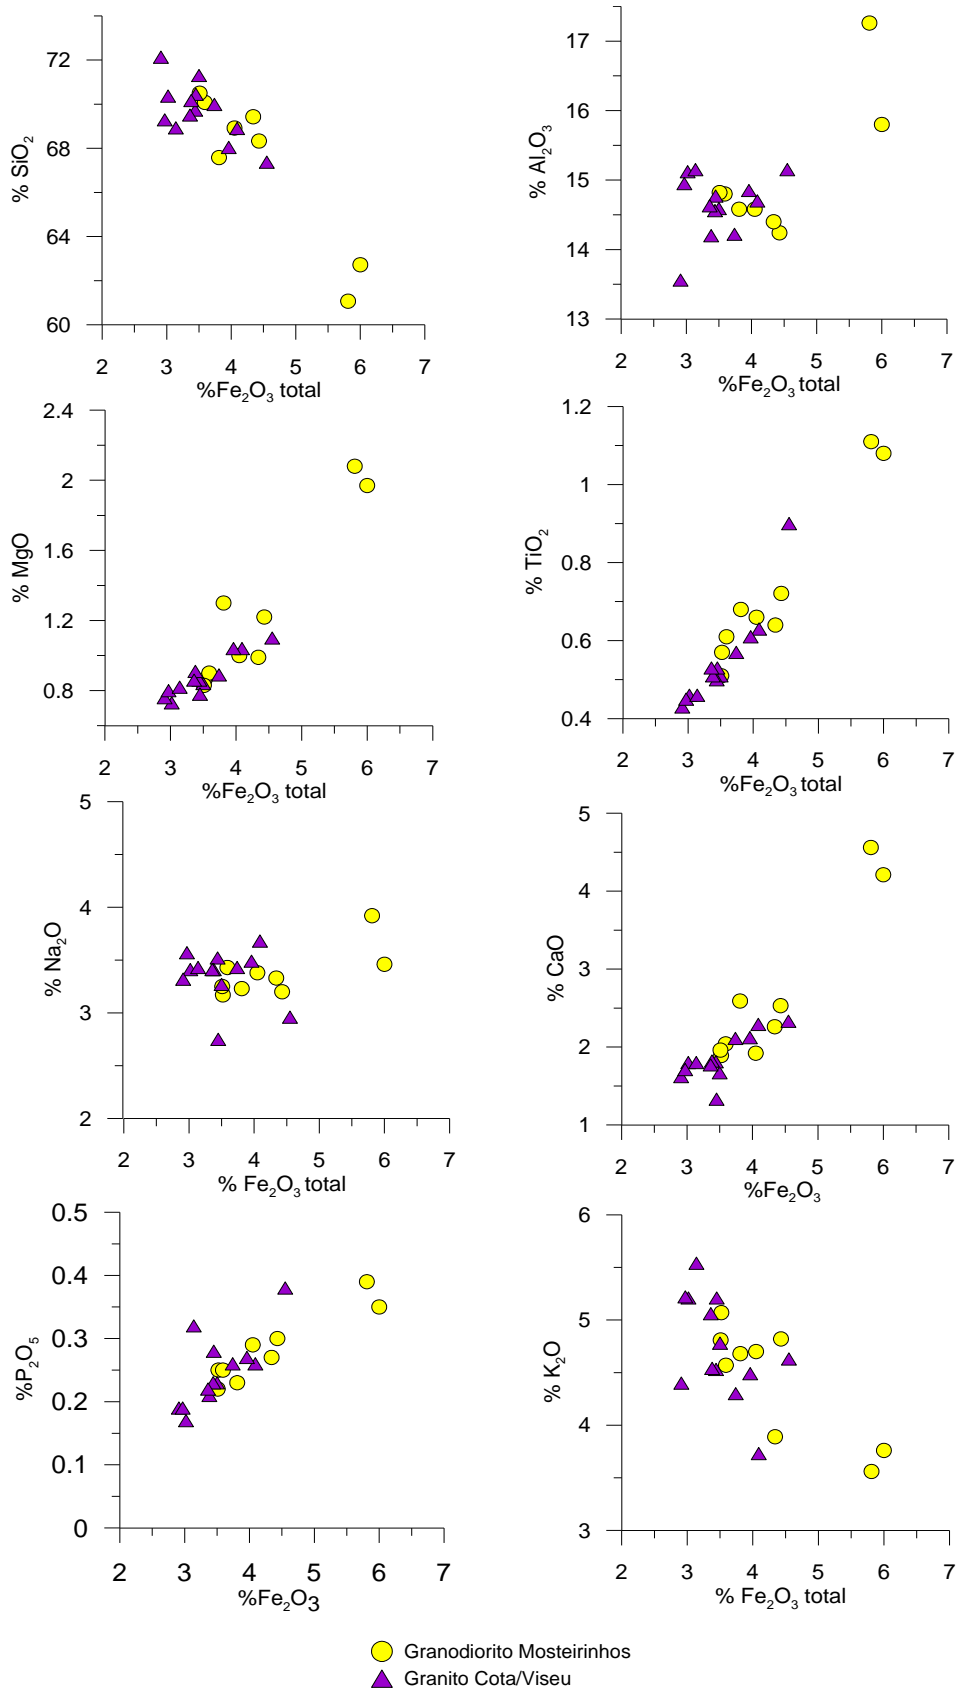 % SiO2
72
68
64
60
2 3 4 5 6 7
%Fe2O3 total
% Al2O3
17
16
15
14
13
2 3 4 5 6 7
%Fe2O3 total
% MgO
2.4
2
1.6
1.2
0.8
2 3 4 5 6 7
%Fe2O3 total
% TiO2
1.2
1
0.8
0.6
0.4
2 3 4 5 6 7
%Fe2O3 total
% Na2O
5
4
3
2
2 3 4 5 6 7
% Fe2O3 total
% CaO
5
4
3
2
1
2 3 4 5 6 7
%Fe2O3
%P2O5
0.5
0.4
0.3
0.2
0.1
0
2 3 4 5 6 7
%Fe2O3
% K2O
6
5
4
3
2 3 4 5 6 7
% Fe2O3 total
Granodiorito Mosteirinhos
Granito Cota/Viseu